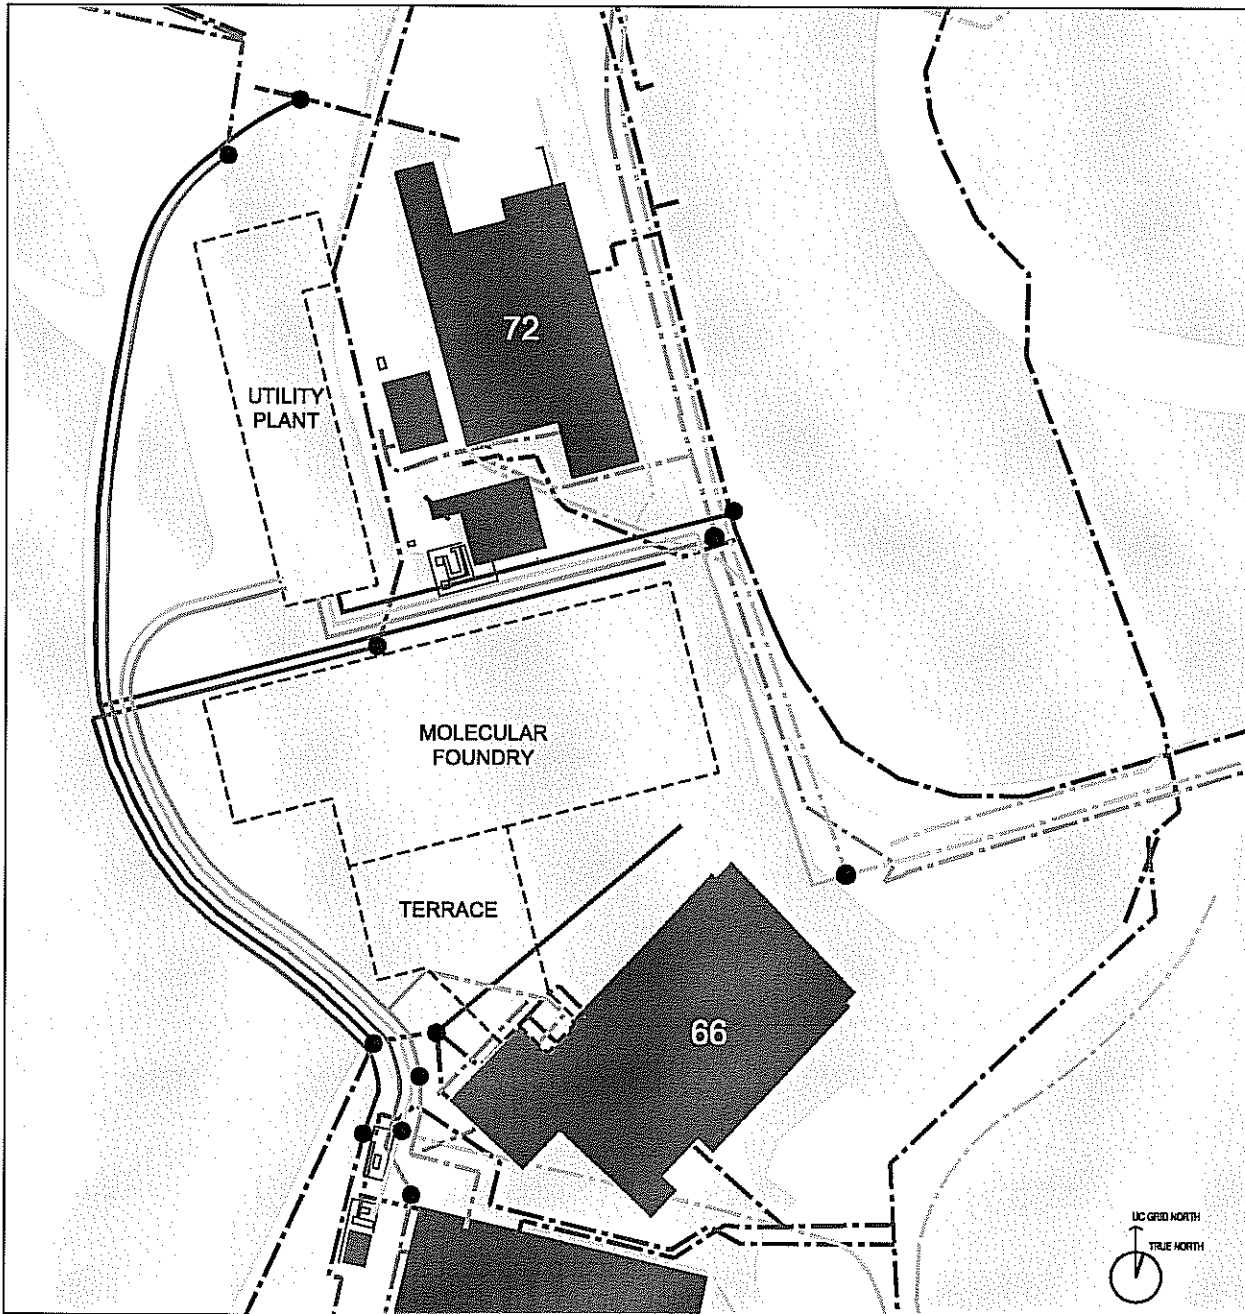 72
UTILITY
PLANT
MOLECULAR
FOUNDRY
TERRACE
66
UC GRID NORTH
TRUE NORTH